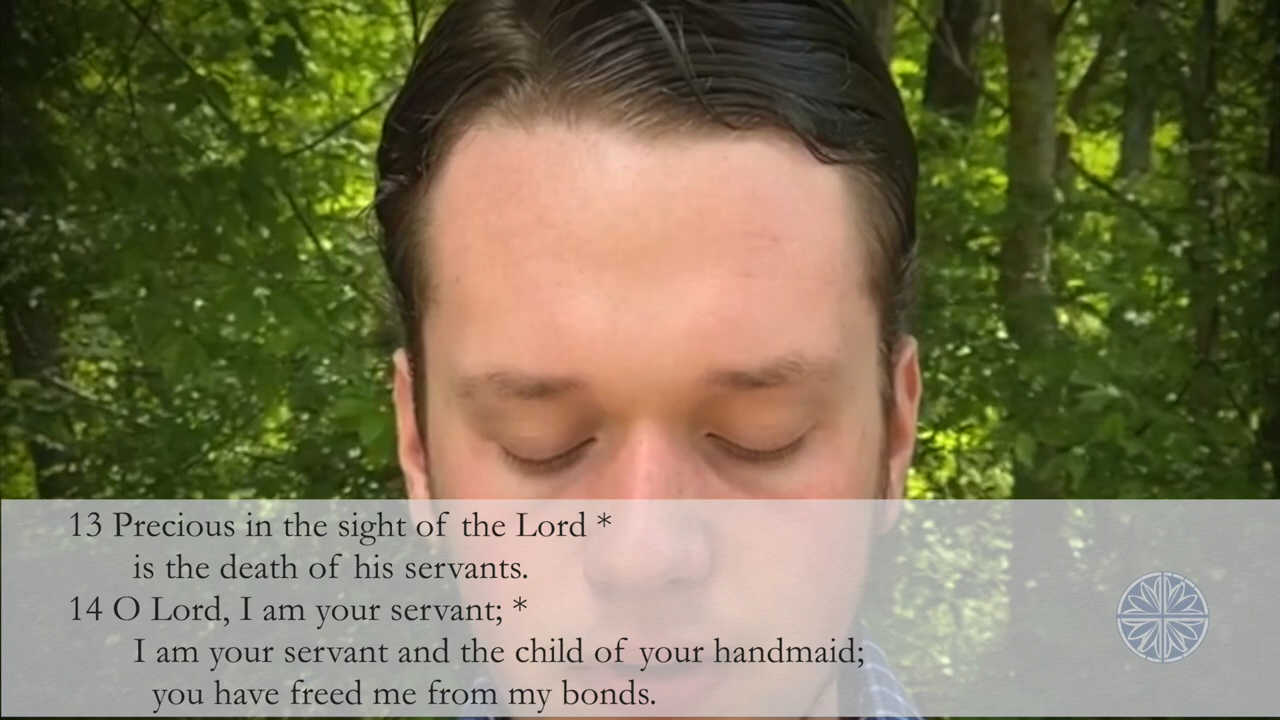 13 Precious in the sight of the Lord *
is the death of his servants.
14 O Lord, I am your servant; *
I am your servant and the child of your handmaid;
you have freed me from my bonds.